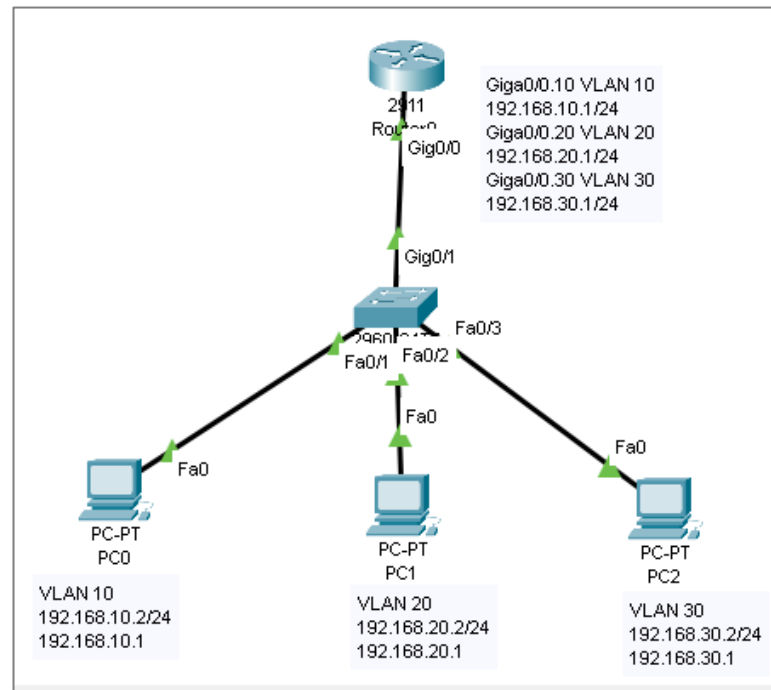 2911
Router0
Gig0/0
Giga0/0.10 VLAN 10
192.168.10.1/24
Giga0/0.20 VLAN 20
192.168.20.1/24
Giga0/0.30 VLAN 30
192.168.30.1/24
Gig0/1
Fa0/3
Fa0/1
Fa0/2
Fa0
Fa0
Fa0
PC-PT
PC0
PC-PT
PC1
PC-PT
PC2
VLAN 10
192.168.10.2/24
192.168.10.1
VLAN 20
192.168.20.2/24
192.168.20.1
VLAN 30
192.168.30.2/24
192.168.30.1